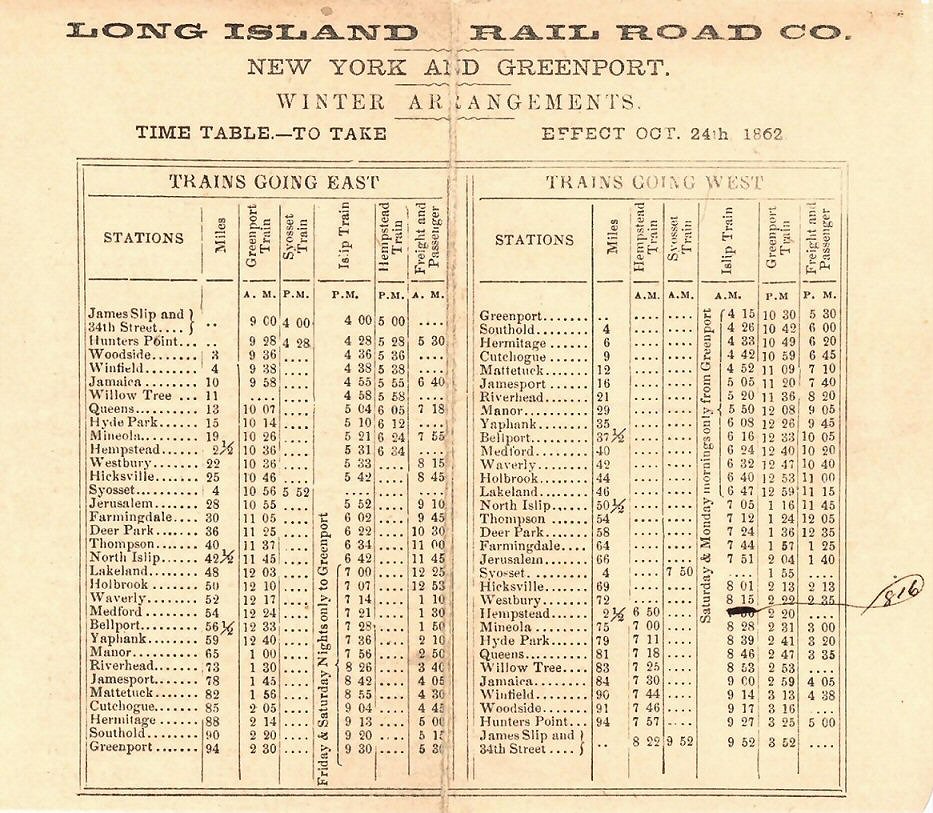 LONG ISLAND RAIL ROAD CO.
NEW YORK AND GREENPORT.
WINTER ARRANGEMENTS.
TIME TABLE.—TO TAKE EFFECT OCT. 24th 1862
TRAINS GOING EAST
STATIONS Miles Greenport Train Syosset Train Islip Train Hempstead Train Freight and Passenger
A. M. P.M. P.M. P.M. A. M.
James Slip and
34th Street.... } .. 9 00 4 00 4 00 5 00 ....
Hunters Point... .. 9 28 4 28 4 28 5 28 5 30
Woodside....... 3 9 36 .... 4 36 5 36
Winfield ........ 4 9 38 .... 4 38 5 38
Jamaica ......... 10 9 58 .... 4 55 5 55 6 40
Willow Tree ... 11 .... .... 4 58 5 58
Queens.......... 13 10 07 .... 5 04 6 05 7 18
Hyde Park...... 15 10 14 .... 5 10 6 12
Mineola......... 19 10 26 .... 5 21 6 24 7 55
Hempstead..... 2½ 10 36 .... 5 31 6 34
Westbury....... 22 10 36 .... 5 33 8 15
Hicksville....... 25 10 46 .... 5 42 8 45
Syosset.......... 4 10 56 5 52 .... .... ....
Jerusalem....... 28 10 55 .... 5 52 .... 9 10
Farmingdale.... 30 11 05 .... 6 02 .... 9 45
Deer Park....... 36 11 25 .... 6 22 .... 10 30
Thompson ..... 40 11 37 .... 6 34 .... 11 00
North Islip...... 42½ 11 45 .... 6 42 .... 11 45
Lakeland ....... 48 12 03 .... 7 00 .... 12 25
Holbrook ....... 50 12 10 .... 7 07 .... 12 53
Waverly........ 52 12 17 .... 7 14 .... 1 10
Medford ........ 54 12 24 .... 7 21 .... 1 30
Bellport......... 56½ 12 33 .... 7 28 .... 1 50
Yaphank........ 59 12 40 .... 7 36 .... 2 10
Manor .......... 65 1 00 .... 7 56 .... 2 50
Riverhead...... 73 1 30 .... 8 26 .... 3 40
Jamesport...... 78 1 45 .... 8 42 .... 4 05
Mattetuck ...... 82 1 56 .... 8 55 .... 4 30
Cutchogue...... 85 2 05 .... 9 04 .... 4 45
Hermitage ..... 88 2 14 .... 9 13 .... 5 00
Southold ....... 90 2 20 .... 9 20 .... 5 15
Greenport ...... 94 2 30 .... 9 30 .... 5 30
Friday & Saturday Nights only to Greenport
TRAINS GOING WEST
STATIONS Miles Hempstead Train Syosset Train Islip Train Greenport Train Freight and Passenger
A.M. A.M. A.M. P.M P. M.
Greenport....... .. .... .... 4 15 10 30 5 30
Southold ........ 4 .... .... 4 26 10 42 6 00
Hermitage ...... 6 .... .... 4 33 10 49 6 20
Cutchogue ...... 9 .... .... 4 42 10 59 6 45
Mattetuck ...... 12 .... .... 4 52 11 09 7 10
Jamesport ...... 16 .... .... 5 05 11 20 7 40
Riverhead....... 21 .... .... 5 20 11 36 8 20
Manor .......... 29 .... .... 5 50 12 08 9 05
Yaphank........ 35 .... .... 6 08 12 26 9 45
Bellport......... 37½ .... .... 6 16 12 33 10 05
Medford......... 40 .... .... 6 24 12 40 10 20
Waverly........ 42 .... .... 6 32 12 47 10 40
Holbrook ....... 44 .... .... 6 40 12 53 11 00
Lakeland ....... 46 .... .... 6 47 12 59 11 15
North Islip...... 50½ .... .... 7 05 1 16 11 45
Thompson ...... 54 .... .... 7 12 1 24 12 05
Deer Park....... 58 .... .... 7 24 1 36 12 35
Farmingdale.... 64 .... .... 7 44 1 57 1 25
Jerusalem....... 66 .... .... 7 51 2 04 1 40
Syosset.......... 4 .... 7 50 .... 1 55
Hicksville ...... 69 .... .... 8 01 2 13 2 13
Westbury ....... 72 .... .... 8 15 2 22 2 35
Hempstead...... 2½ 6 50 .... 2 20
816
Mineola ......... 75 7 00 .... 8 28 2 31 3 00
Hyde Park...... 79 7 11 .... 8 39 2 41 3 20
Queens.......... 81 7 18 .... 8 46 2 47 3 35
Willow Tree.... 83 7 25 .... 8 53 2 53 ....
Jamaica ......... 84 7 30 .... 9 00 2 59 4 05
Winfield ........ 90 7 44 .... 9 14 3 13 4 38
Woodside....... 91 7 46 .... 9 17 3 16 ....
Hunters Point... 94 7 57 .... 9 27 3 25 5 00
James Slip and
34th Street .... } .. 8 22 9 52 9 52 3 52 ....
Saturday & Monday mornings only from Greenport